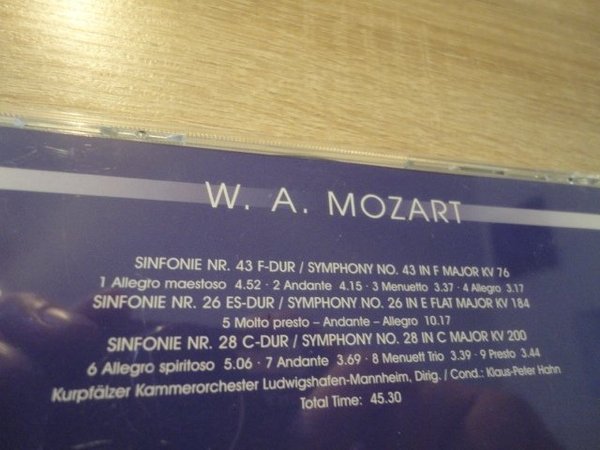 W. A. MOZART
SINFONIE NR. 43 F-DUR / SYMPHONY NO. 43 IN F MAJOR KV 76
1 Allegro maestoso 4.52 · 2 Andante 4.15 · 3 Menuetto 3.37 · 4 Allegro 3.17
SINFONIE NR. 26 ES-DUR / SYMPHONY NO. 26 IN E FLAT MAJOR KV 184
5 Molto presto – Andante – Allegro 10.17
SINFONIE NR. 28 C-DUR / SYMPHONY NO. 28 IN C MAJOR KV 200
6 Allegro spiritoso 5.06 · 7 Andante 3.69 · 8 Menuett Trio 3.39 · 9 Presto 3.44
Kurpfälzer Kammerorchester Ludwigshafen-Mannheim, Dirig. / Cond.: Klaus-Peter Hahn
Total Time: 45.30